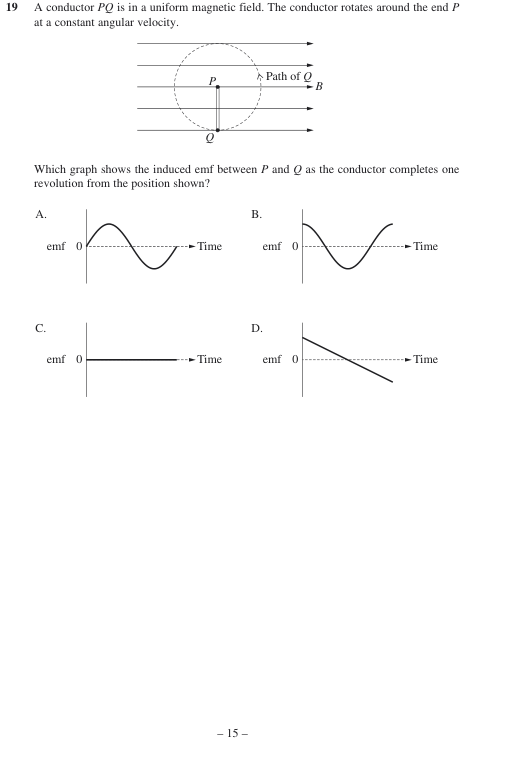 19 A conductor PQ is in a uniform magnetic field. The conductor rotates around the end P
at a constant angular velocity.
P
Path of Q
B
Q
Which graph shows the induced emf between P and Q as the conductor completes one
revolution from the position shown?
A.
emf 0 Time
B.
emf 0 Time
C.
emf 0 Time
D.
emf 0 Time
– 15 –